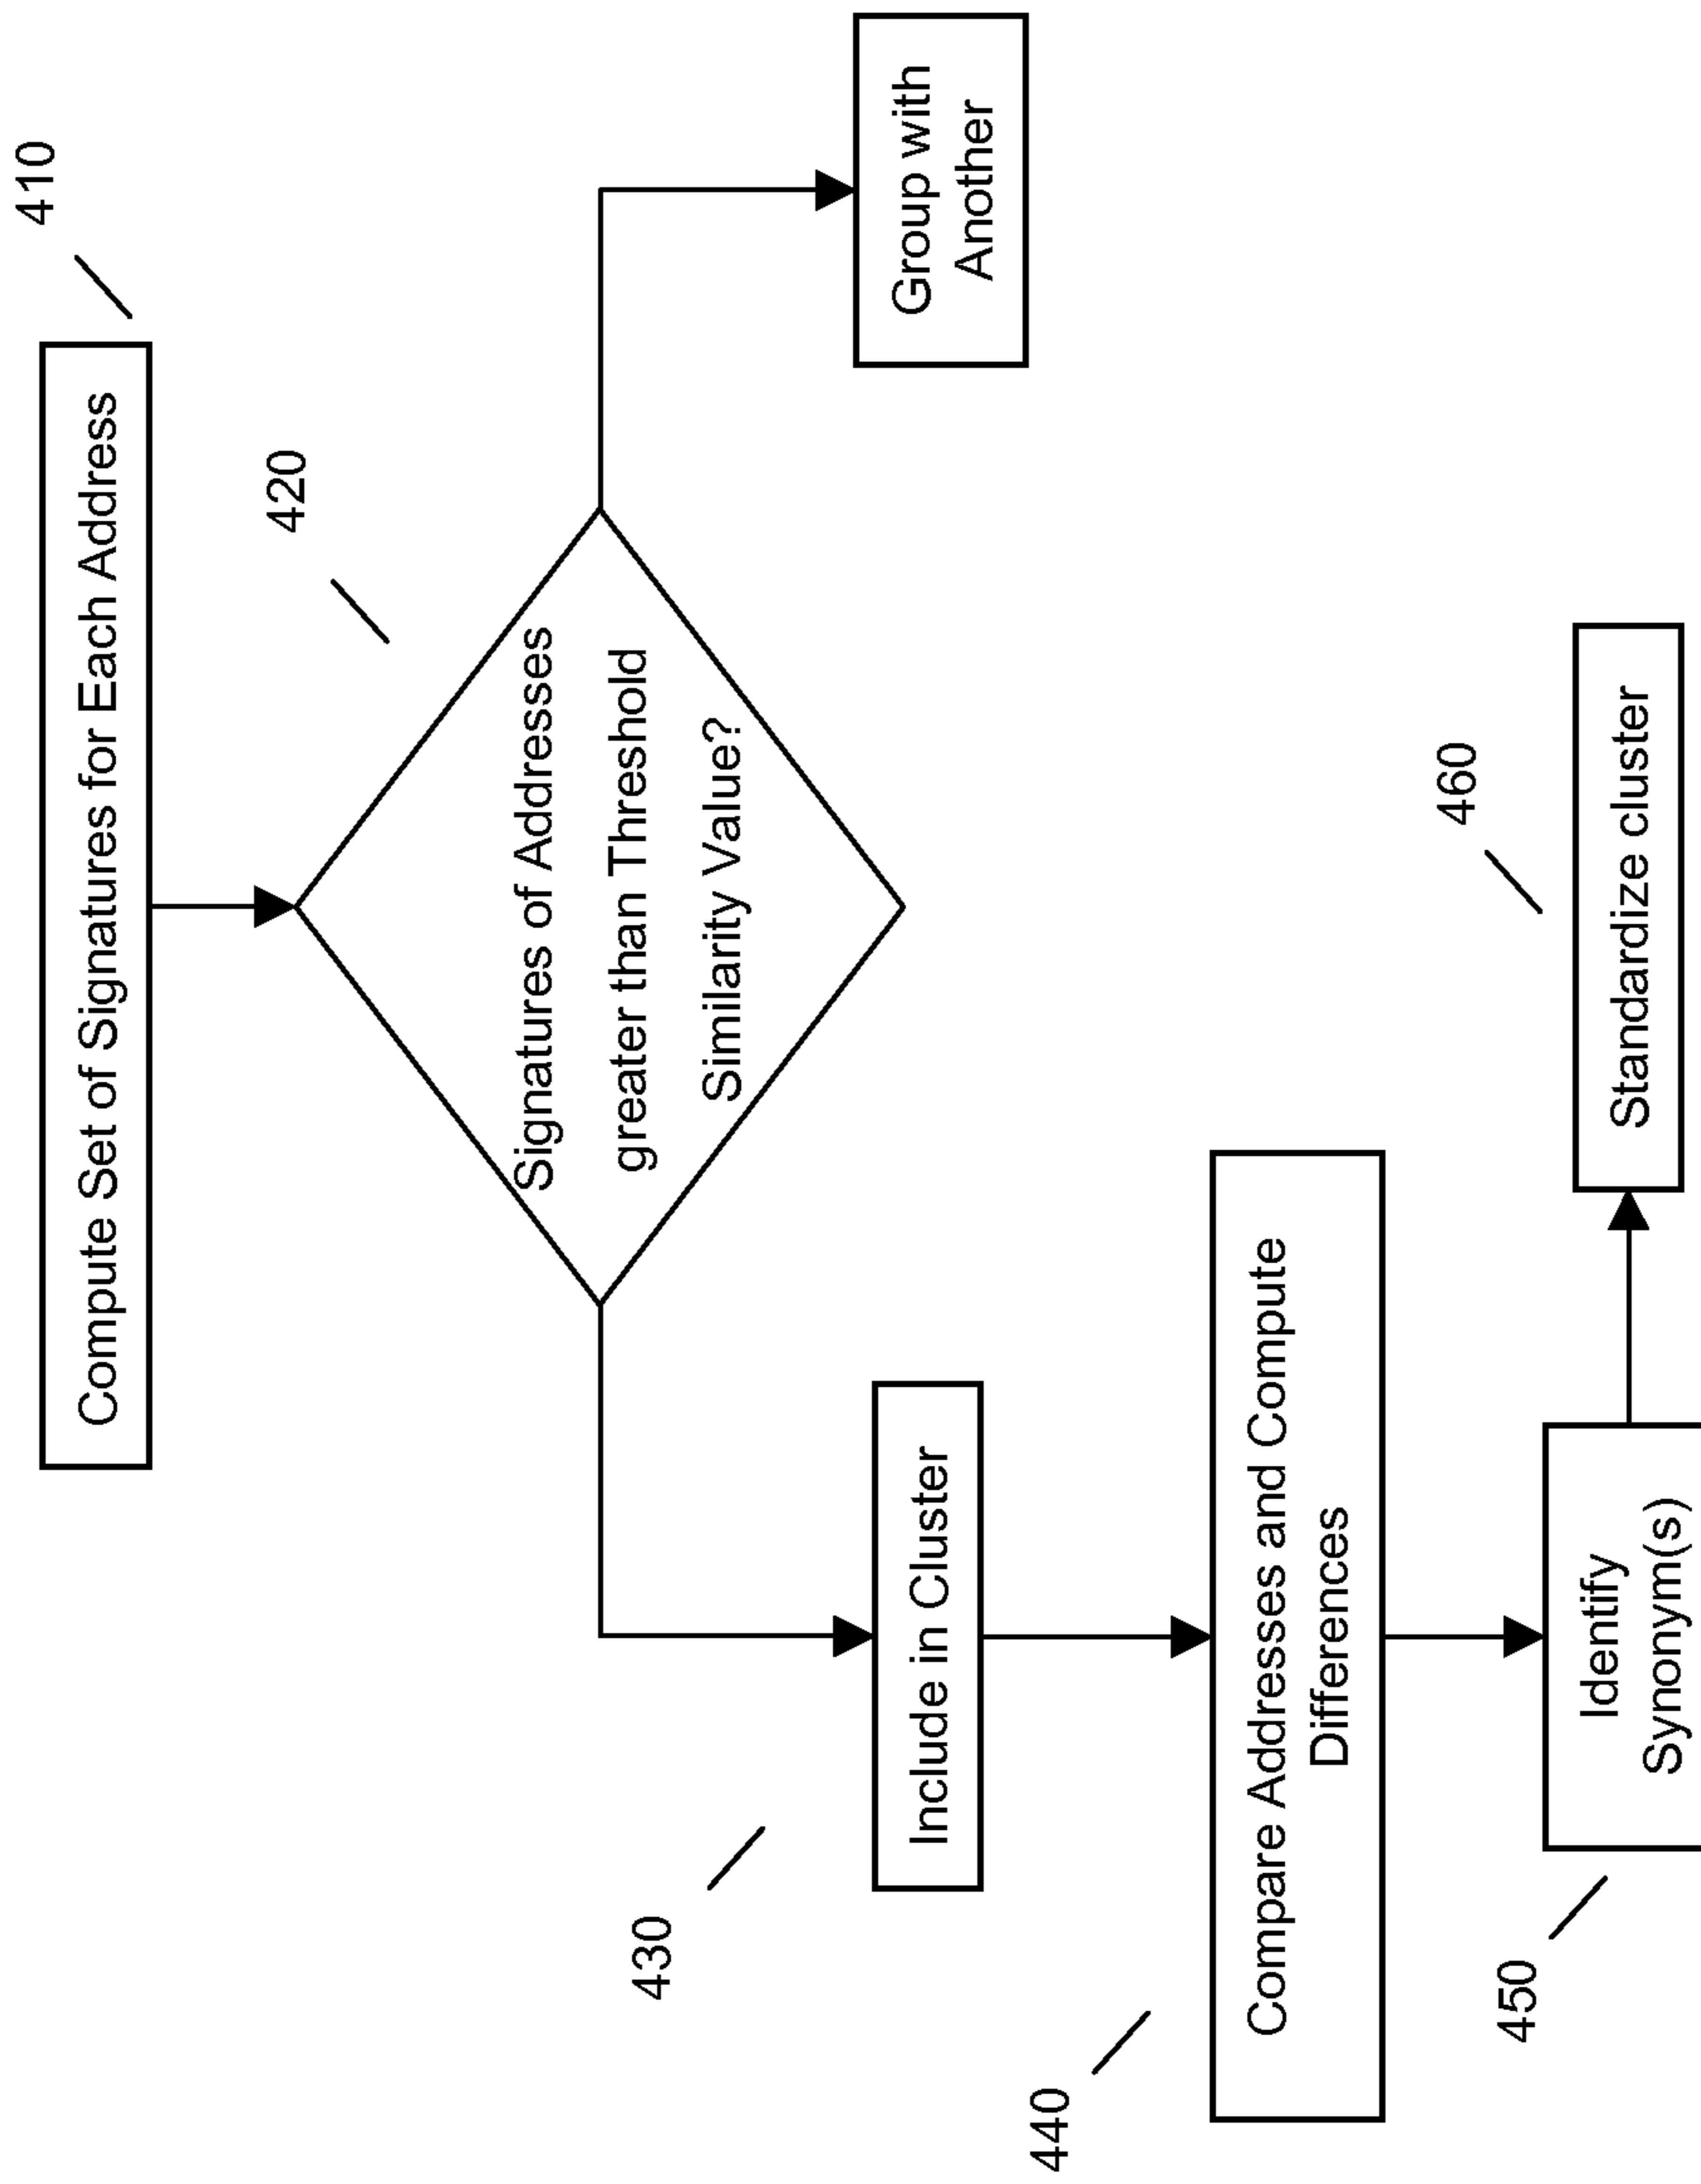 410
Compute Set of Signatures for Each Address
420
Signatures of Addresses
greater than Threshold
Similarity Value?
430
Include in Cluster
Group with
Another
440
Compare Addresses and Compute
Differences
450
Identify
Synonym(s)
460
Standardize cluster